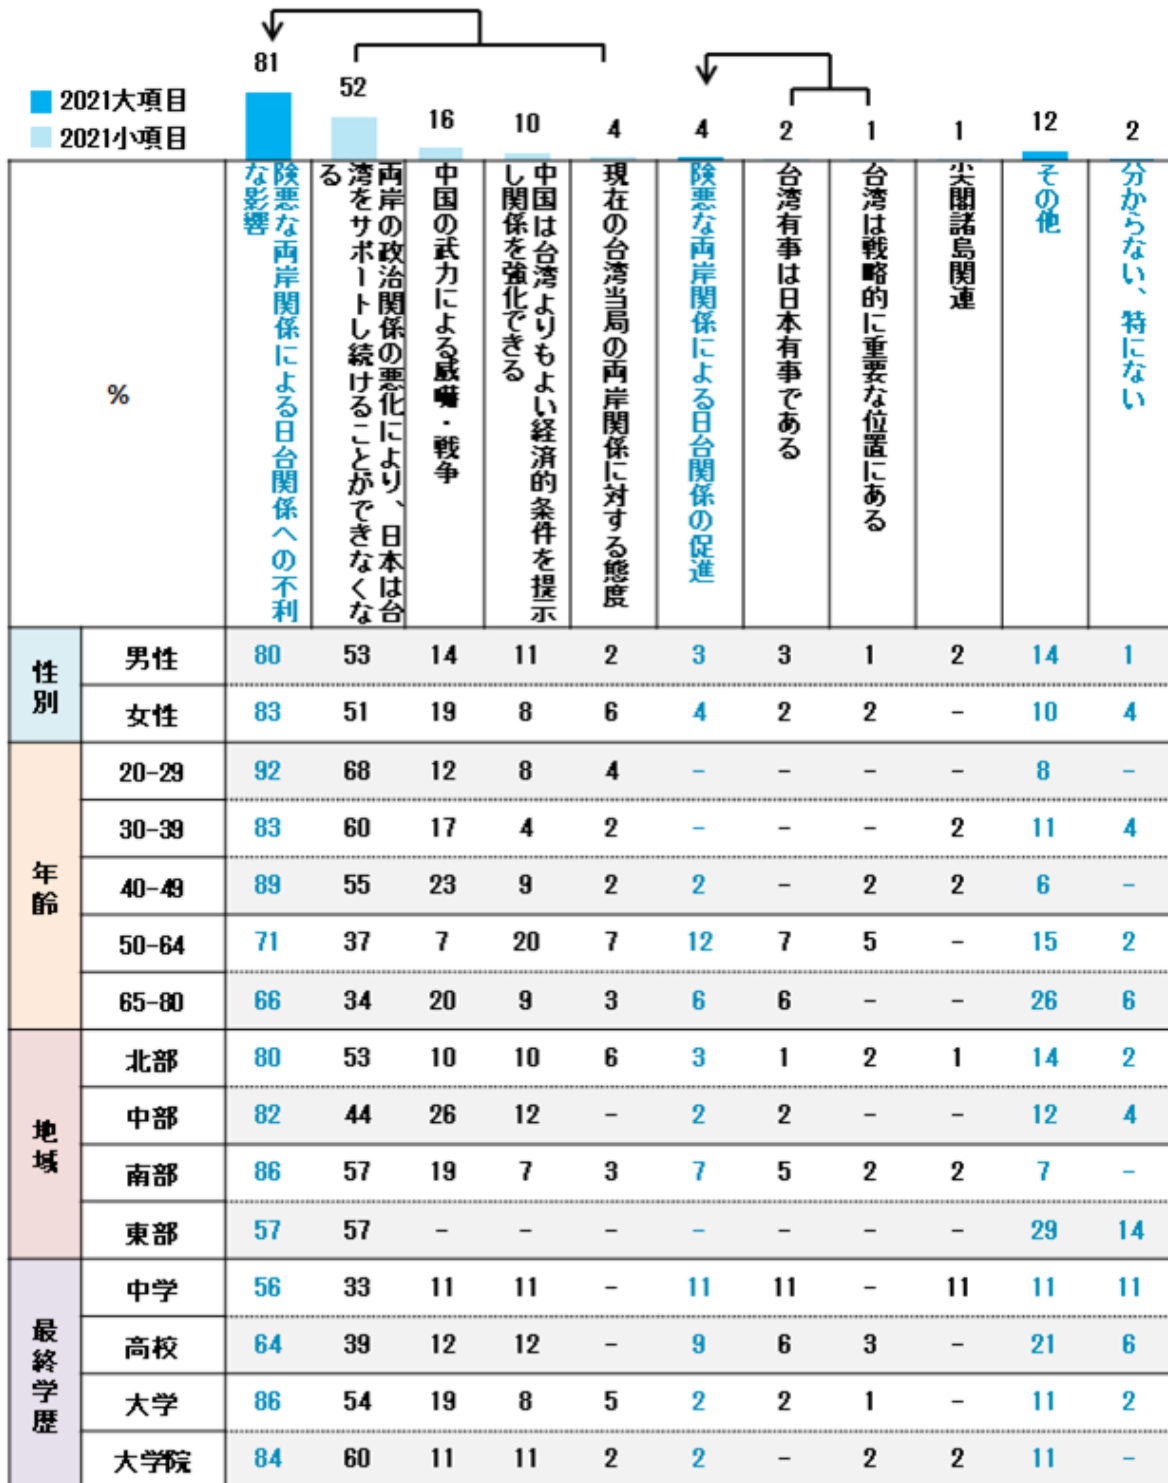 81 52 16 10 4 4 2 1 1 12 2
2021大項目
2021小項目
%
険悪な両岸関係による日台関係への不利
な影響
両岸の政治関係の悪化により、日本は台
湾をサポートし続けることができなくな
る
中国の武力による威嚇・戦争
中国は台湾よりもよい経済的条件を提示
し関係を強化できる
現在の台湾当局の両岸関係に対する態度
険悪な両岸関係による日台関係の促進
台湾有事は日本有事である
台湾は戦略的に重要な位置にある
尖閣諸島関連
その他
分からない、特にない
性別
男性 80 53 14 11 2 3 3 1 2 14 1
女性 83 51 19 8 6 4 2 2 - 10 4
年齢
20-29 92 68 12 8 4 - - - - 8 -
30-39 83 60 17 4 2 - - - 2 11 4
40-49 89 55 23 9 2 2 - 2 2 6 -
50-64 71 37 7 20 7 12 7 5 - 15 2
65-80 66 34 20 9 3 6 6 - - 26 6
地域
北部 80 53 10 10 6 3 1 2 1 14 2
中部 82 44 26 12 - 2 2 - - 12 4
南部 86 57 19 7 3 7 5 2 2 7 -
東部 57 57 - - - - - - - 29 14
最終学歴
中学 56 33 11 11 - 11 11 - 11 11 11
高校 64 39 12 12 - 9 6 3 - 21 6
大学 86 54 19 8 5 2 2 1 - 11 2
大学院 84 60 11 11 2 2 - 2 2 11 -